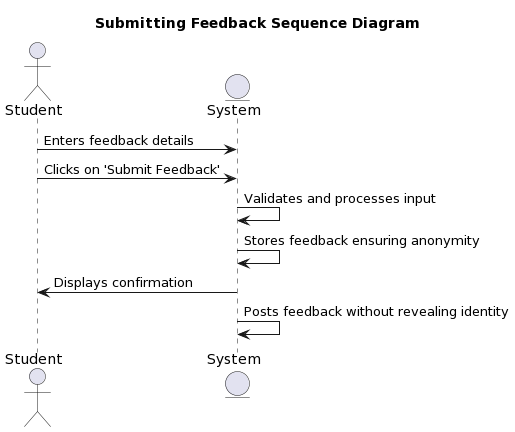 Submitting Feedback Sequence Diagram
Student
System
Enters feedback details
Clicks on 'Submit Feedback'
Validates and processes input
Stores feedback ensuring anonymity
Displays confirmation
Posts feedback without revealing identity
Student
System